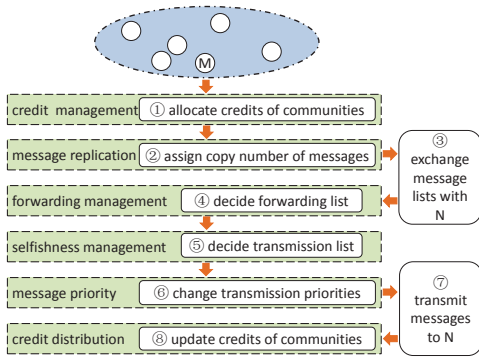 M
credit management ① allocate credits of communities
message replication ② assign copy number of messages
③
exchange
message
lists with
N
forwarding management ④ decide forwarding list
selfishness management ⑤ decide transmission list
message priority ⑥ change transmission priorities
⑦
transmit
messages
to N
credit distribution ⑧ update credits of communities